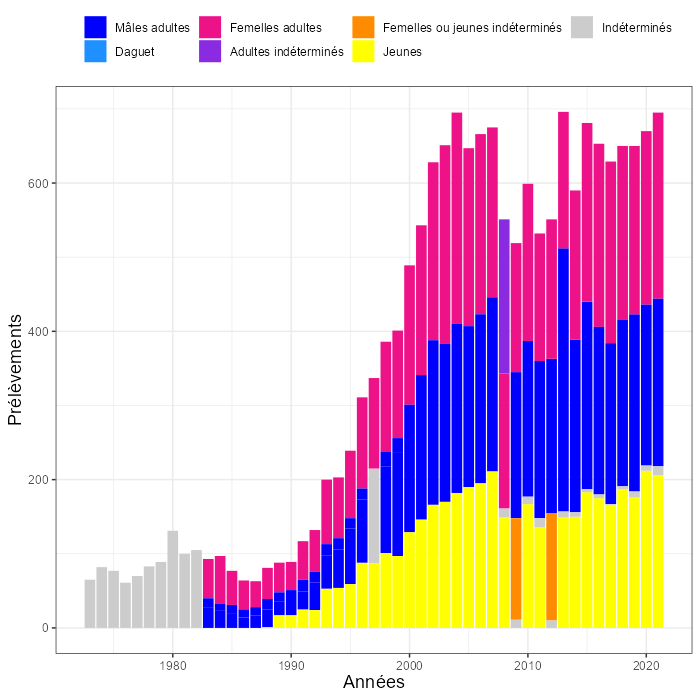 Mâles adultes Femelles adultes Femelles ou jeunes indéterminés Indéterminés
Daguet Adultes indéterminés Jeunes
600
400
200
0
Prélèvements
1980 1990 2000 2010 2020
Années